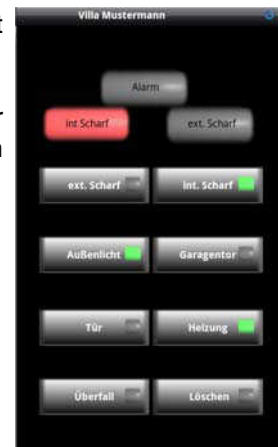 Villa Mustermann
Alarm
int.Scharf ext. Scharf
ext. Scharf int. Scharf
Außenlicht Garagentor
Tür Heizung
Überfall Löschen